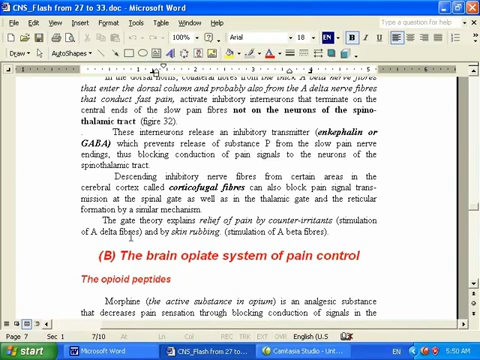 CNS_Flash from 27 to 33.doc - Microsoft Word
File Edit View Insert Format Tools Table Window Help
Type a question for help
100% Arial 18 B I U
Draw AutoShapes
In the dorsal horns, collateral fibres from the thick A beta nerve fibres
that enter the dorsal column and probably also from the A delta nerve fibres
that conduct fast pain, activate inhibitory interneurons that terminate on the
central ends of the slow pain fibres not on the neurons of the spino-
thalamic tract (figure 32).
These interneurons release an inhibitory transmitter (enkephalin or
GABA) which prevents release of substance P from the slow pain nerve
endings, thus blocking conduction of pain signals to the neurons of the
spinothalamic tract.
Descending inhibitory nerve fibres from certain areas in the
cerebral cortex called corticofugal fibres can also block pain signal trans-
mission at the spinal gate as well as in the thalamic gate and the reticular
formation by a similar mechanism.
The gate theory explains relief of pain by counter-irritants (stimulation
of A delta fibres) and by skin rubbing. (stimulation of A beta fibres).
(B) The brain opiate system of pain control
The opioid peptides
Morphine (the active substance in opium) is an analgesic substance
that decreases pain sensation through blocking conduction of signals in the
Page 7 Sec 1 7/10 At Ln Col REC TRK EXT OVR English (U.S
start Microsoft Word CNS_Flash from 27 to... Camtasia Studio - Unt... EN 5:50 AM